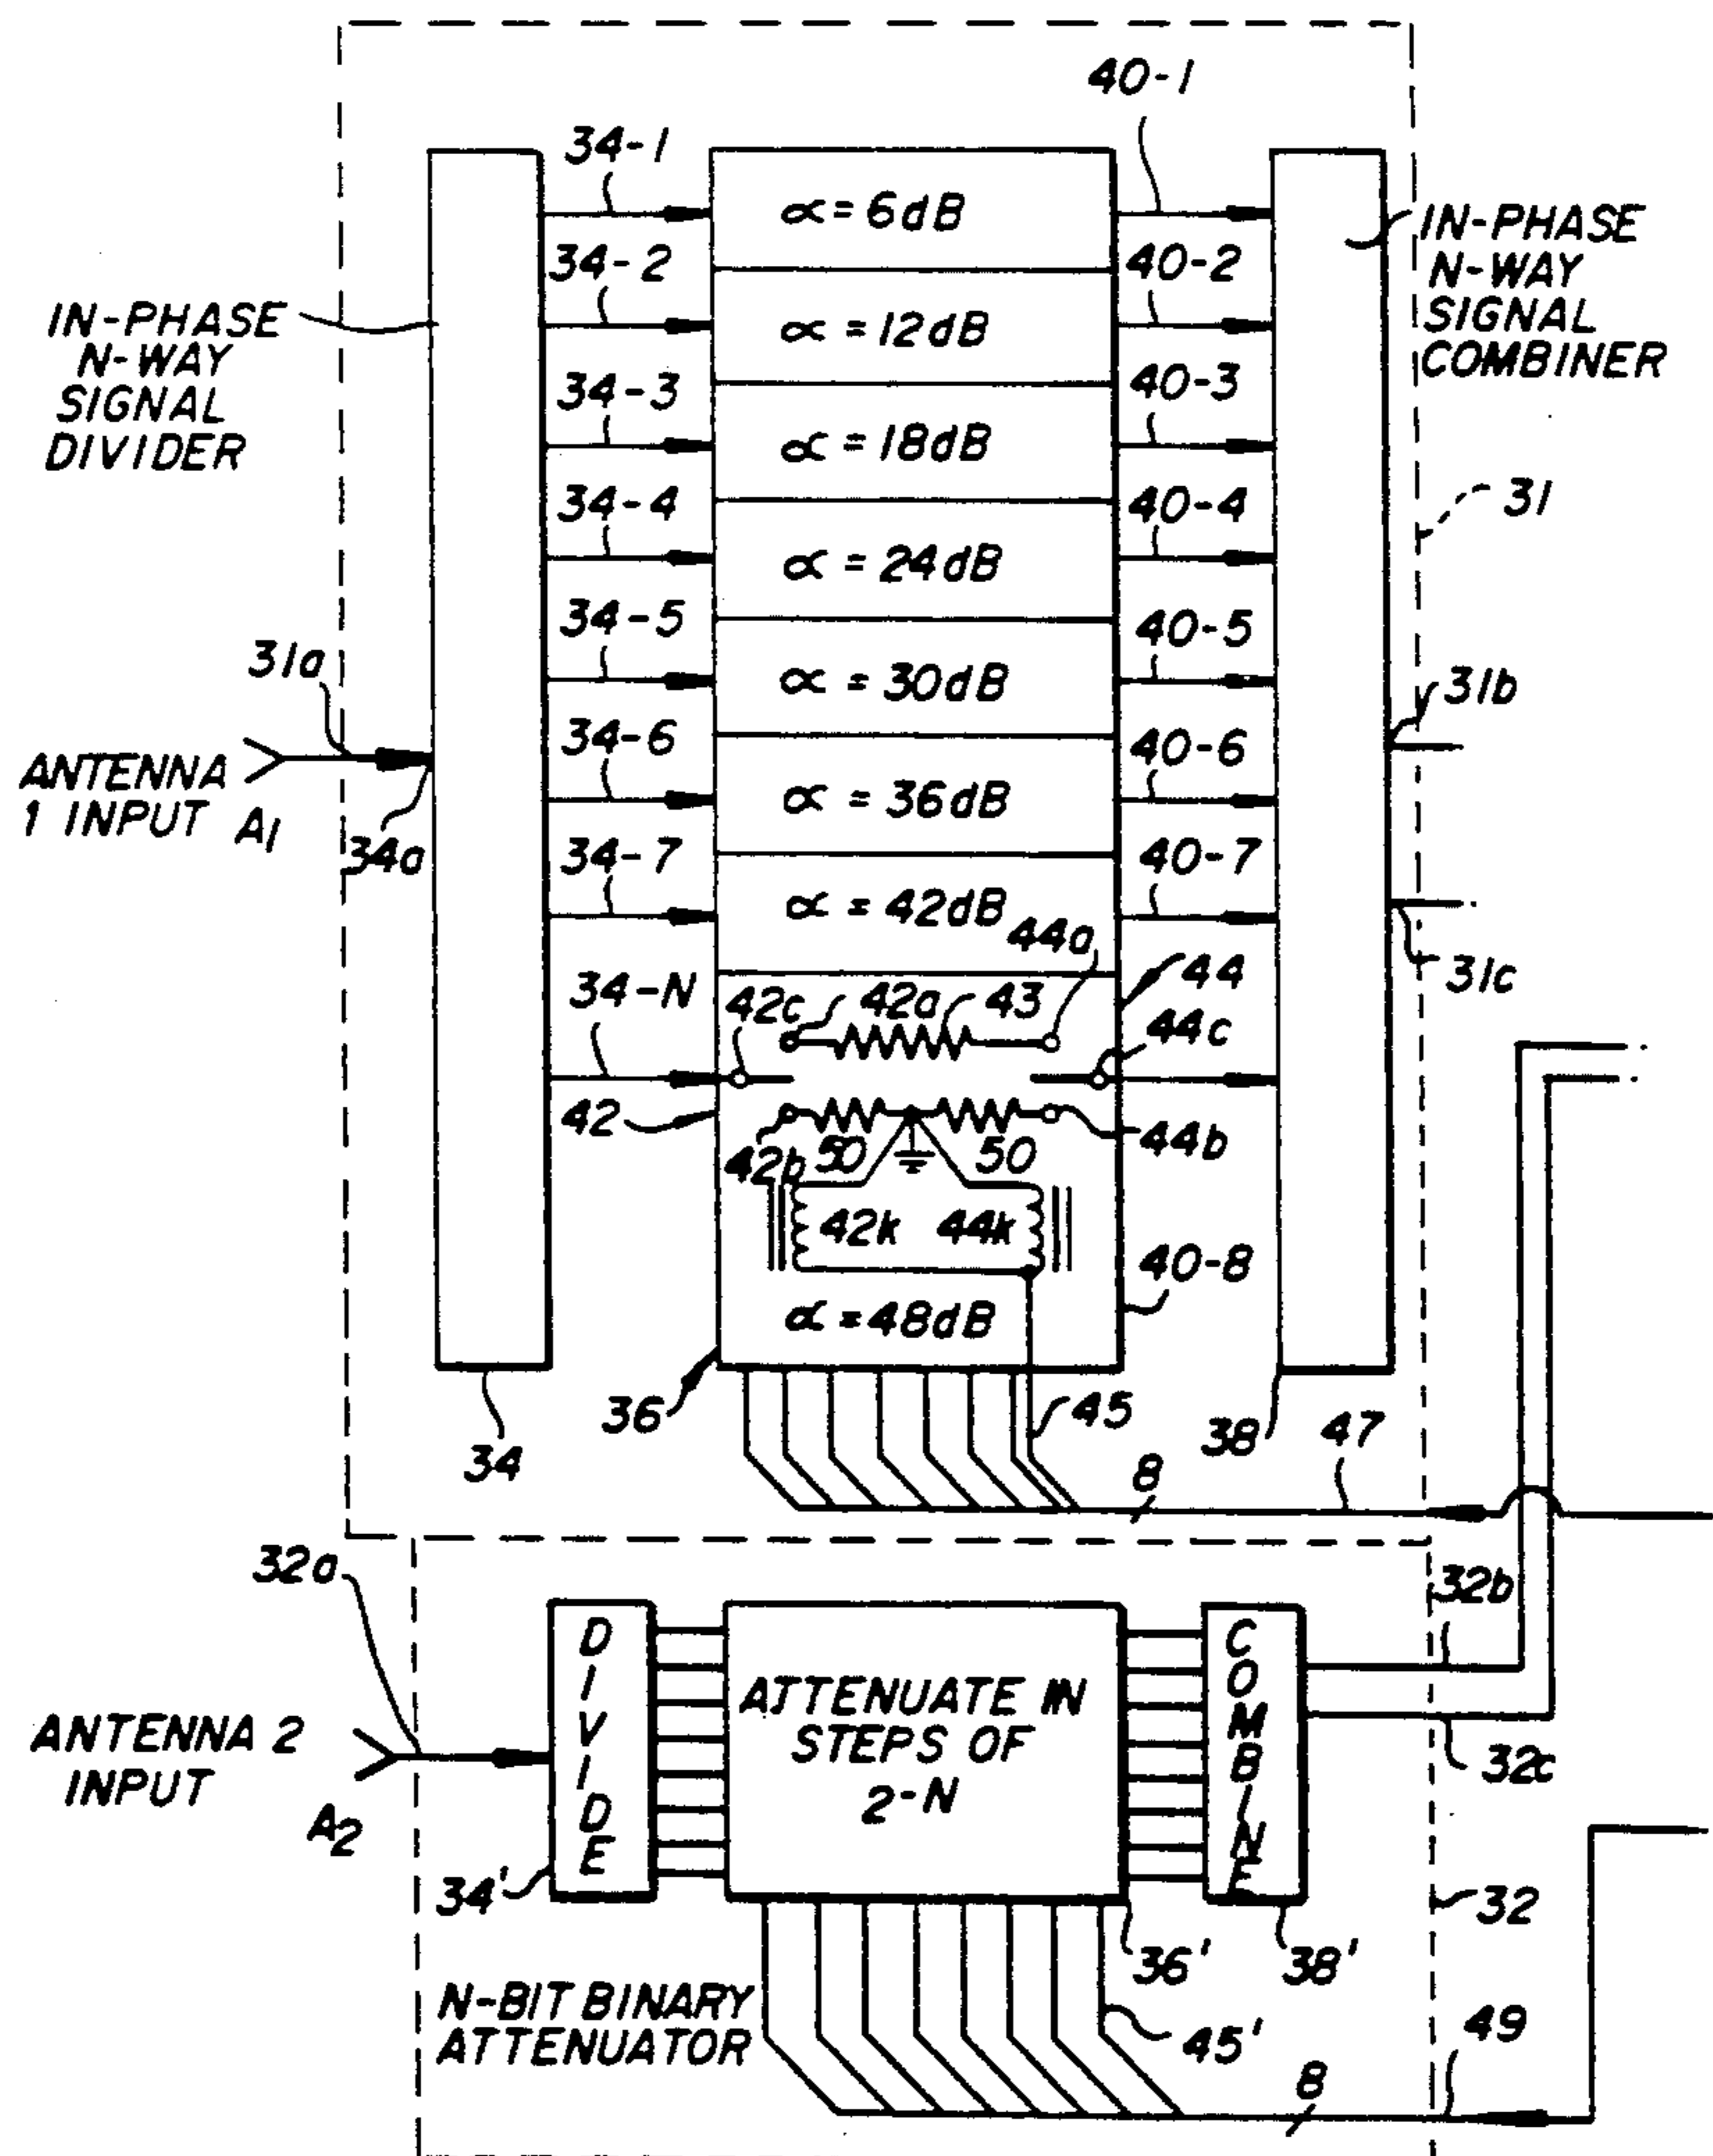 40-1
34-1
α = 6dB
IN-PHASE
N-WAY
SIGNAL
COMBINER
34-2
40-2
IN-PHASE
N-WAY
SIGNAL
DIVIDER
α = 12dB
34-3
40-3
α = 18dB
34-4
40-4
31
α = 24dB
34-5
40-5
31a
α = 30dB
31b
34-6
40-6
ANTENNA
1 INPUT A1
34a
α = 36dB
34-7
40-7
α = 42dB
44a
44
31c
34-N
42c
42a
43
44c
42
42b
50
50
44b
42k
44k
40-8
α = 48dB
36
45
38
47
34
8
32a
32b
DIVIDE
ATTENUATE IN
STEPS OF
2-N
COMBINE
ANTENNA 2
INPUT
A2
32c
34'
32
36'
38'
N-BIT BINARY
ATTENUATOR
45'
49
8